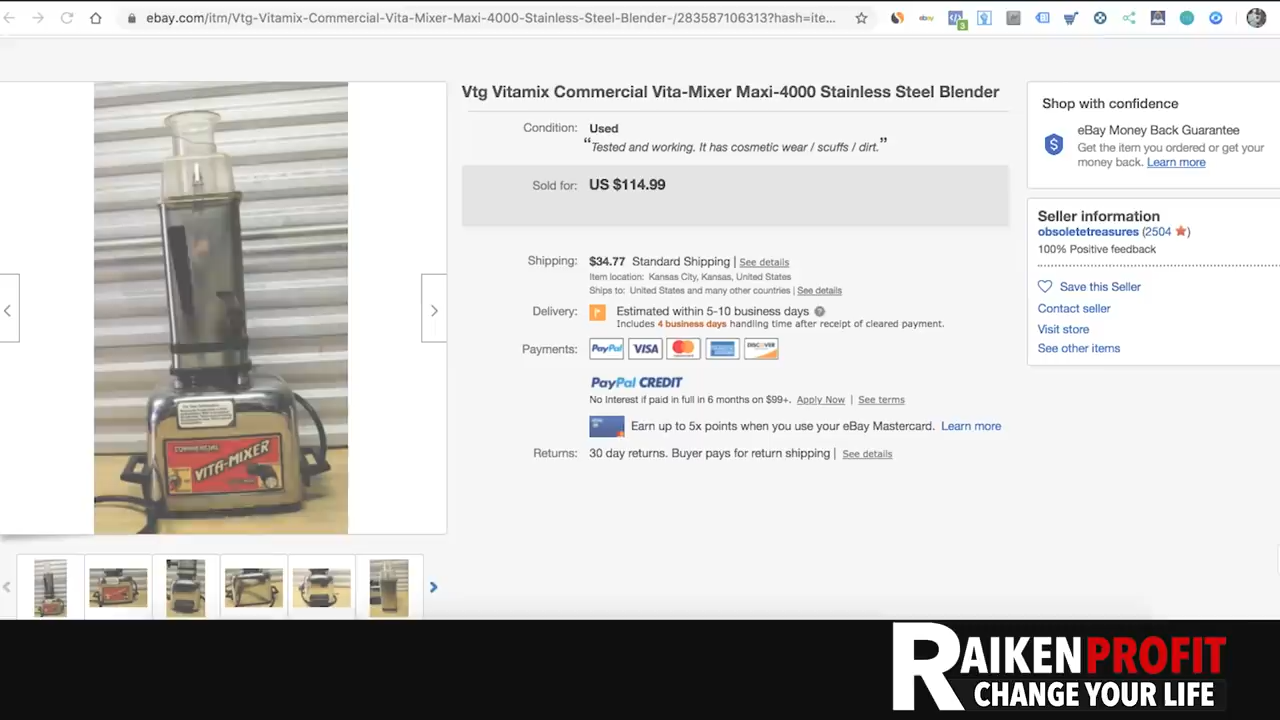 ebay.com/itm/Vtg-Vitamix-Commercial-Vita-Mixer-Maxi-4000-Stainless-Steel-Blender-/283587106313?hash=ite...
Vtg Vitamix Commercial Vita-Mixer Maxi-4000 Stainless Steel Blender
Condition: Used
“Tested and working. It has cosmetic wear / scuffs / dirt.”
Sold for: US $114.99
Shipping: $34.77 Standard Shipping | See details
Item location: Kansas City, Kansas, United States
Ships to: United States and many other countries | See details
Delivery: Estimated within 5-10 business days
Includes 4 business days handling time after receipt of cleared payment.
Payments: PayPal VISA MasterCard DISCOVER
PayPal CREDIT
No Interest if paid in full in 6 months on $99+. Apply Now | See terms
Earn up to 5x points when you use your eBay Mastercard. Learn more
Returns: 30 day returns. Buyer pays for return shipping | See details
Shop with confidence
eBay Money Back Guarantee
Get the item you ordered or get your
money back. Learn more
Seller information
obsoletetreasures (2504)
100% Positive feedback
Save this Seller
Contact seller
Visit store
See other items
COMMERCIAL
VITA-MIXER
RAIKENPROFIT
CHANGE YOUR LIFE